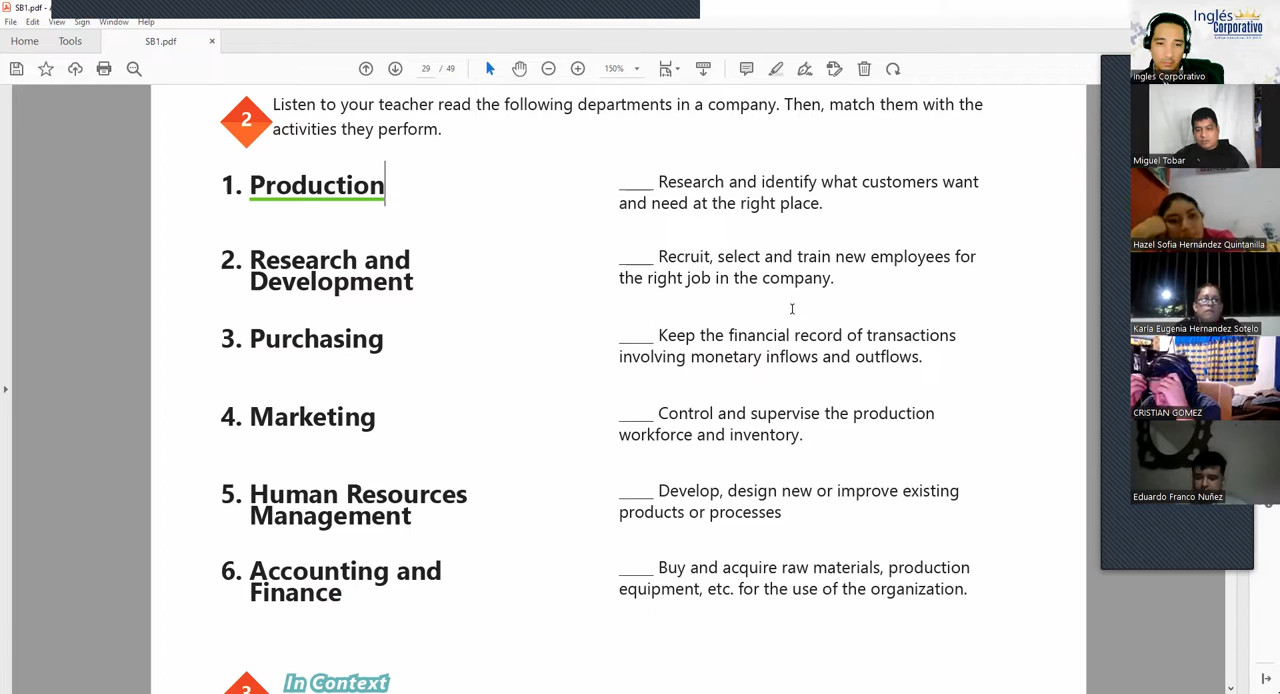 SB1.pdf -
File Edit View Sign Window Help
Home Tools SB1.pdf ×
29 / 49 150%
2 Listen to your teacher read the following departments in a company. Then, match them with the
activities they perform.
1. Production
____ Research and identify what customers want
and need at the right place.
2. Research and
Development
____ Recruit, select and train new employees for
the right job in the company.
3. Purchasing
____ Keep the financial record of transactions
involving monetary inflows and outflows.
4. Marketing
____ Control and supervise the production
workforce and inventory.
5. Human Resources
Management
____ Develop, design new or improve existing
products or processes
6. Accounting and
Finance
____ Buy and acquire raw materials, production
equipment, etc. for the use of the organization.
3 In Context
Inglés
Corporativo
Ingles Corporativo
Miguel Tobar
Hazel Sofia Hernández Quintanilla
Karla Eugenia Hernandez Sotelo
CRISTIAN GOMEZ
Eduardo Franco Nuñez